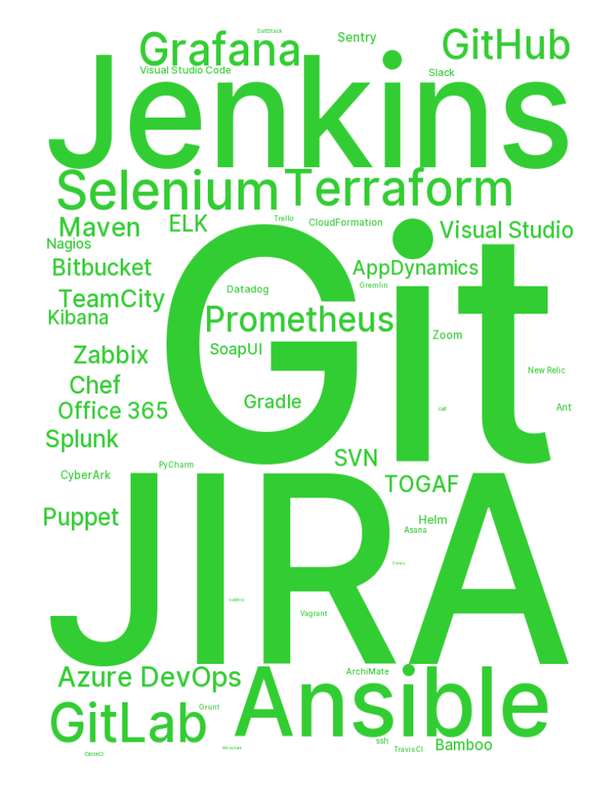 SaltStack
Grafana
Sentry
GitHub
Visual Studio Code
Slack
Jenkins
Selenium
Terraform
Maven
ELK
Trello
CloudFormation
Visual Studio
Nagios
Bitbucket
AppDynamics
Gremlin
Datadog
TeamCity
Kibana
Prometheus
Zoom
SoapUI
Zabbix
Git
New Relic
Chef
Gradle
Office 365
Ant
Splunk
SVN
PyCharm
CyberArk
TOGAF
Puppet
Helm
Asana
JIRA
Vagrant
Azure DevOps
ArchiMate
Ansible
GitLab
Grunt
ssh
Bamboo
TravisCI
CircleCI